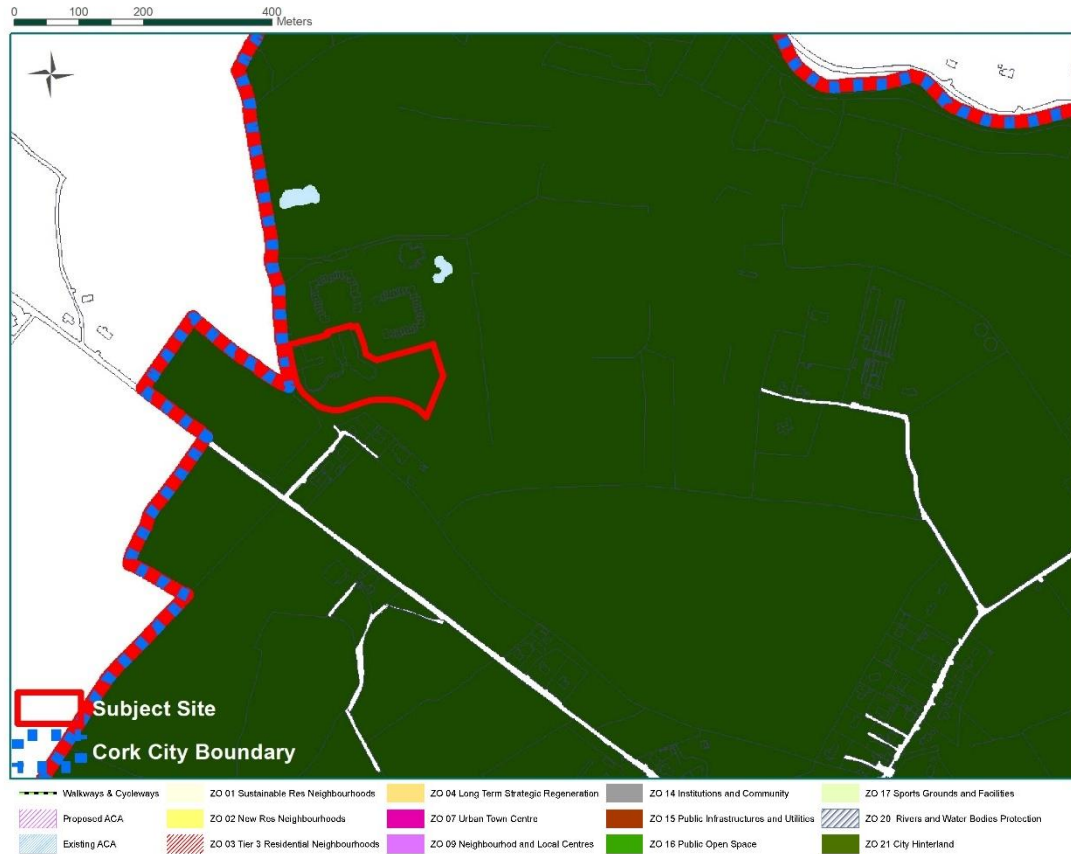 0 100 200 400
Meters
Subject Site
Cork City Boundary
Walkways & Cycleways
ZO 01 Sustainable Res Neighbourhoods
ZO 04 Long Term Strategic Regeneration
ZO 14 Institutions and Community
ZO 17 Sports Grounds and Facilities
Proposed ACA
ZO 02 New Res Neighbourhoods
ZO 07 Urban Town Centre
ZO 15 Public Infrastructures and Utilities
ZO 20 Rivers and Water Bodies Protection
Existing ACA
ZO 03 Tier 3 Residential Neighbourhoods
ZO 09 Neighbourhod and Local Centres
ZO 16 Public Open Space
ZO 21 City Hinterland